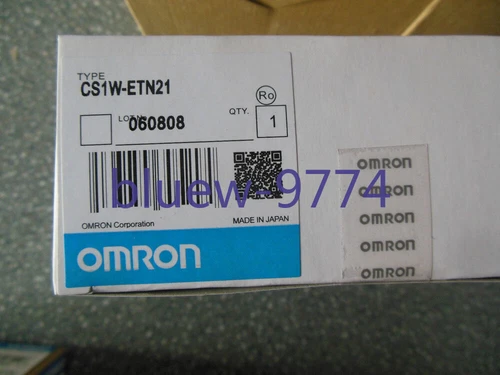 TYPE
CS1W-ETN21
LOT No. 060808
QTY. 1
Ro
bluew-9774
OMRON Corporation
MADE IN JAPAN
OMRON
OMRON
OMRON
OMRON
OMRON
OMRON